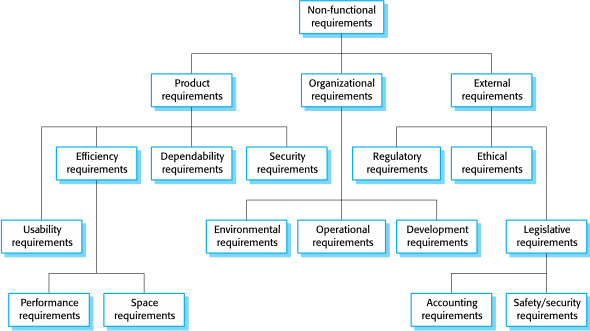 Non-functional
requirements
Product
requirements
Organizational
requirements
External
requirements
Efficiency
requirements
Dependability
requirements
Security
requirements
Regulatory
requirements
Ethical
requirements
Usability
requirements
Environmental
requirements
Operational
requirements
Development
requirements
Legislative
requirements
Performance
requirements
Space
requirements
Accounting
requirements
Safety/security
requirements